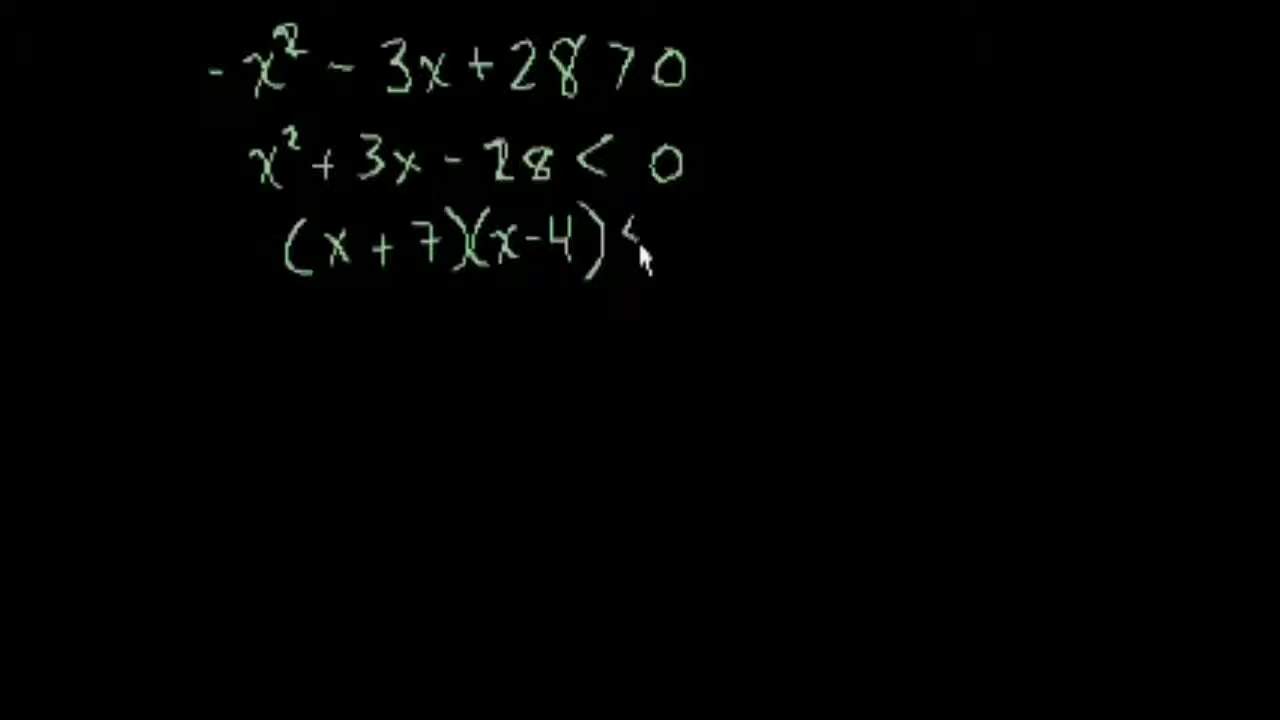 -x² - 3x + 28 > 0
x² + 3x - 28 < 0
(x + 7)(x - 4) <